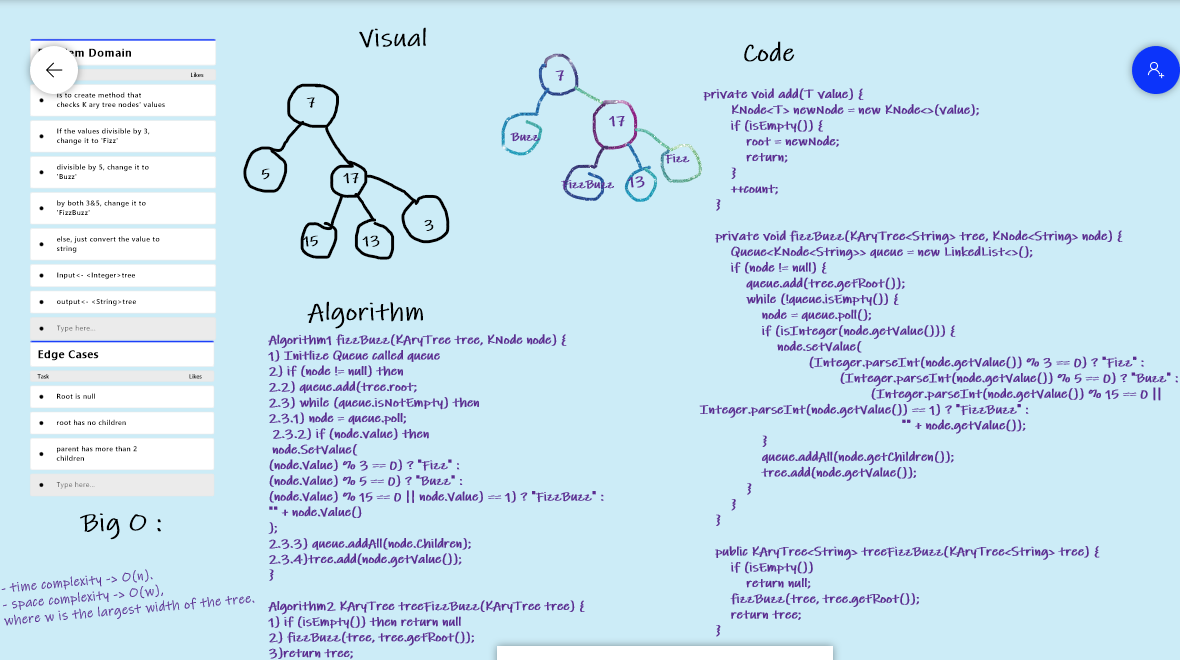 Domain
Likes
is to create method that
checks K ary tree nodes' values
If the values divisible by 3,
change it to 'Fizz'
divisible by 5, change it to
'Buzz'
by both 3&5, change it to
'FizzBuzz'
else, just convert the value to
string
Input<- <Integer>tree
output<- <String>tree
Type here...
Edge Cases
Task Likes
Root is null
root has no children
parent has more than 2
children
Type here...
Big O :
- time complexity -> O(n).
- space complexity -> O(w),
where w is the largest width of the tree.
Visual
7
5
17
15
13
3
7
Buzz
17
Fizz
FizzBuzz
13
Algorithm
Algorithm1 fizzBuzz(KAryTree tree, KNode node) {
1) Initlize Queue called queue
2) if (node != null) then
2.2) queue.add(tree.root;
2.3) while (queue.isNotEmpty) then
2.3.1) node = queue.poll;
2.3.2) if (node.value) then
node.SetValue(
(node.Value) % 3 == 0) ? "Fizz" :
(node.Value) % 5 == 0) ? "Buzz" :
(node.Value) % 15 == 0 || node.Value) == 1) ? "FizzBuzz" :
"" + node.Value()
);
2.3.3) queue.addAll(node.Children);
2.3.4)tree.add(node.getValue());
}
Algorithm2 KAryTree treeFizzBuzz(KAryTree tree) {
1) if (isEmpty()) then return null
2) fizzBuzz(tree, tree.getRoot());
3)return tree;
Code
private void add(T value) {
KNode<T> newNode = new KNode<>(value);
if (isEmpty()) {
root = newNode;
return;
}
++count;
}
private void fizzBuzz(KAryTree<String> tree, KNode<String> node) {
Queue<KNode<String>> queue = new LinkedList<>();
if (node != null) {
queue.add(tree.getRoot());
while (!queue.isEmpty()) {
node = queue.poll();
if (isInteger(node.getValue())) {
node.setValue(
(Integer.parseInt(node.getValue()) % 3 == 0) ? "Fizz" :
(Integer.parseInt(node.getValue()) % 5 == 0) ? "Buzz" :
(Integer.parseInt(node.getValue()) % 15 == 0 ||
Integer.parseInt(node.getValue()) == 1) ? "FizzBuzz" :
"" + node.getValue());
}
queue.addAll(node.getChildren());
tree.add(node.getValue());
}
}
}
public KAryTree<String> treeFizzBuzz(KAryTree<String> tree) {
if (isEmpty())
return null;
fizzBuzz(tree, tree.getRoot());
return tree;
}